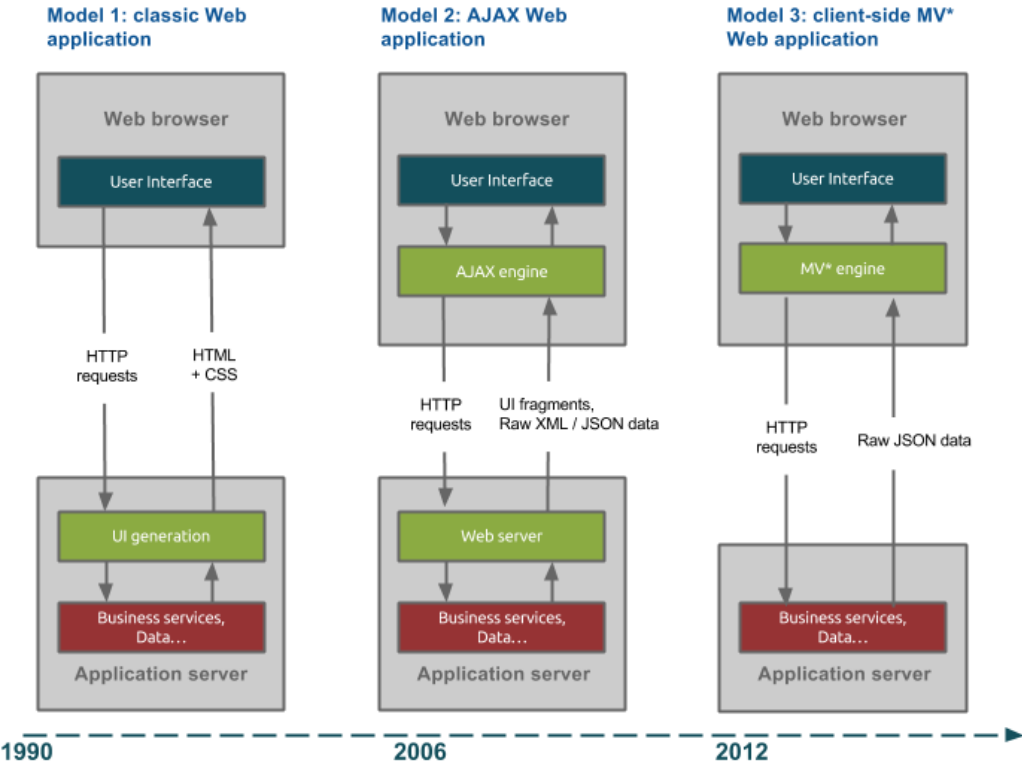 Model 1: classic Web
application
Web browser
User Interface
HTTP
requests
HTML
+ CSS
UI generation
Business services,
Data...
Application server
Model 2: AJAX Web
application
Web browser
User Interface
AJAX engine
HTTP
requests
UI fragments,
Raw XML / JSON data
Web server
Business services,
Data...
Application server
Model 3: client-side MV*
Web application
Web browser
User Interface
MV* engine
HTTP
requests
Raw JSON data
Business services,
Data...
Application server
1990
2006
2012